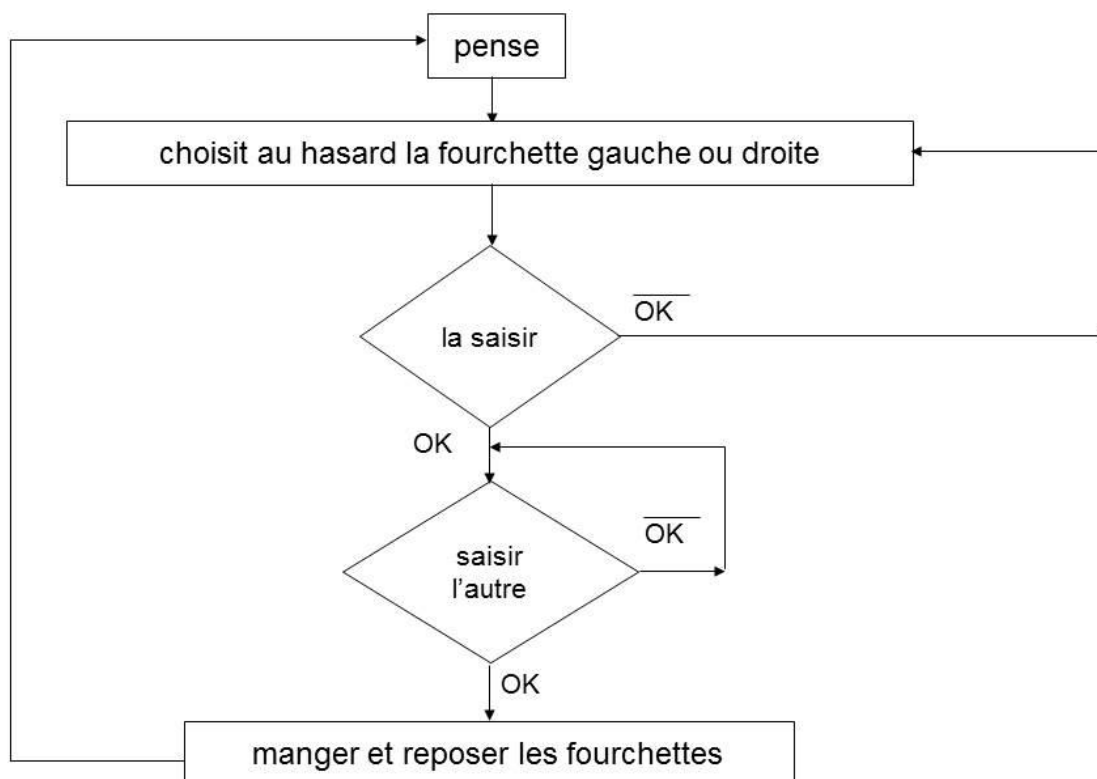 pense
choisit au hasard la fourchette gauche ou droite
la saisir
OK
OK
saisir
l’autre
OK
OK
manger et reposer les fourchettes